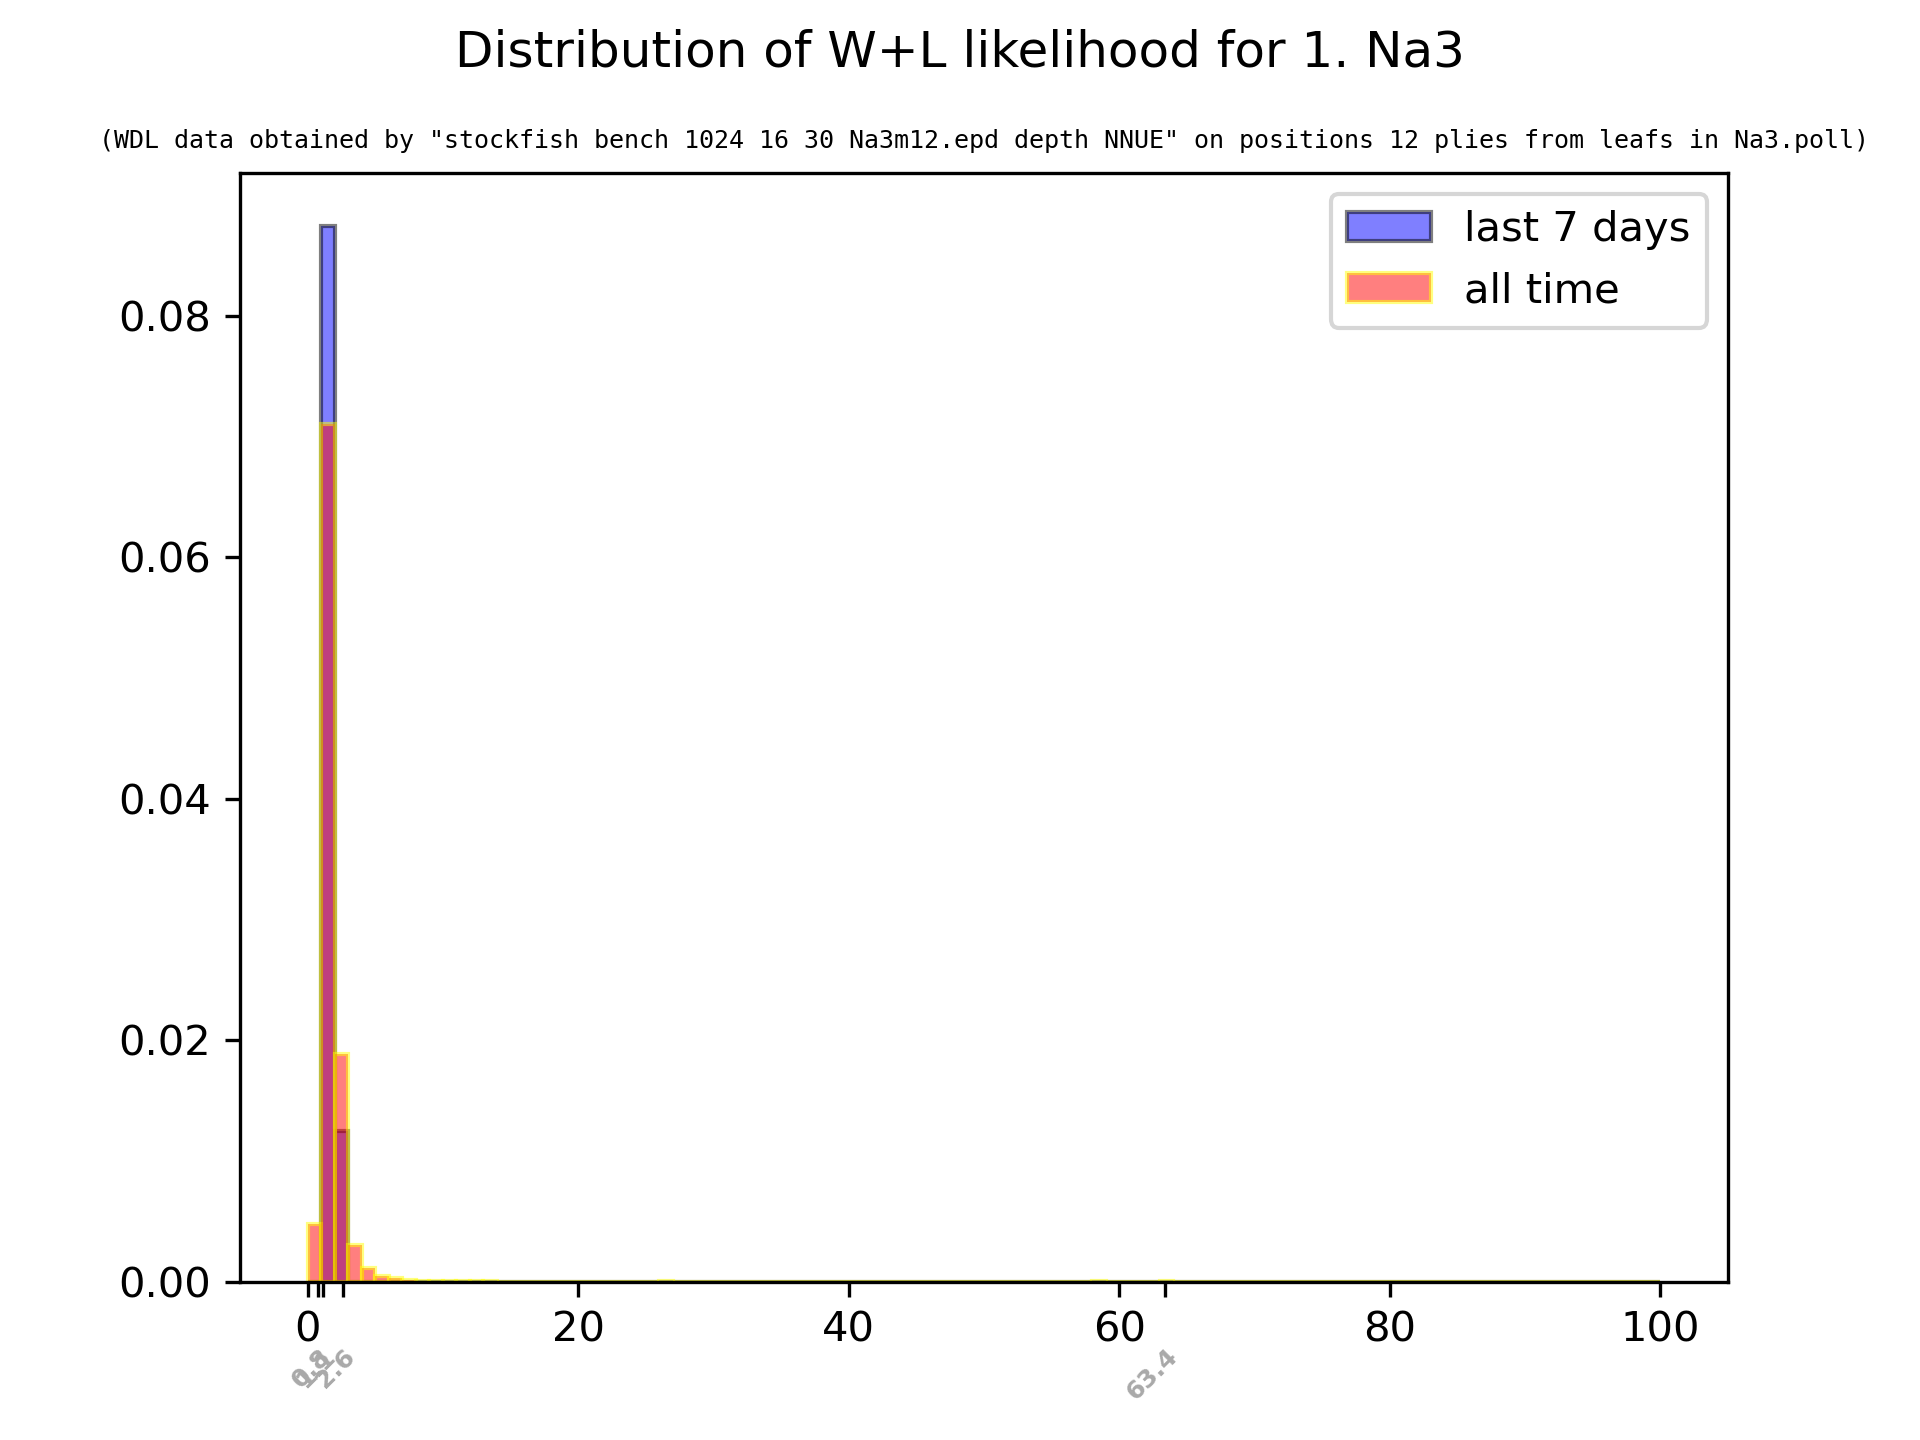 Distribution of W+L likelihood for 1. Na3
(WDL data obtained by "stockfish bench 1024 16 30 Na3m12.epd depth NNUE" on positions 12 plies from leafs in Na3.poll)
last 7 days
all time
0.08
0.06
0.04
0.02
0.00
0 20 40 60 80 100
2.6 63.4